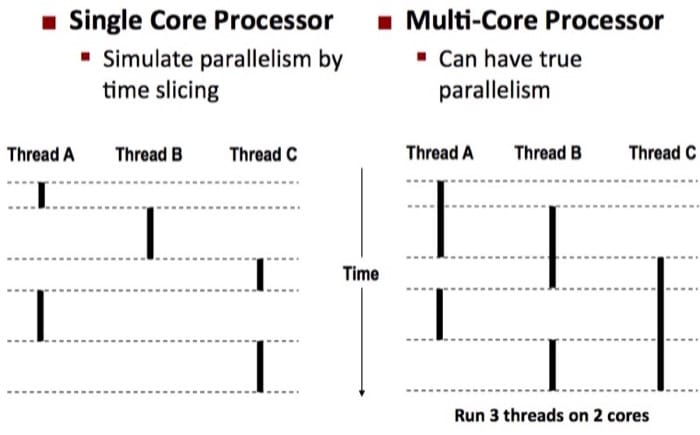 Single Core Processor
Simulate parallelism by
time slicing
Multi-Core Processor
Can have true
parallelism
Thread A Thread B Thread C
Time
Thread A Thread B Thread C
Run 3 threads on 2 cores